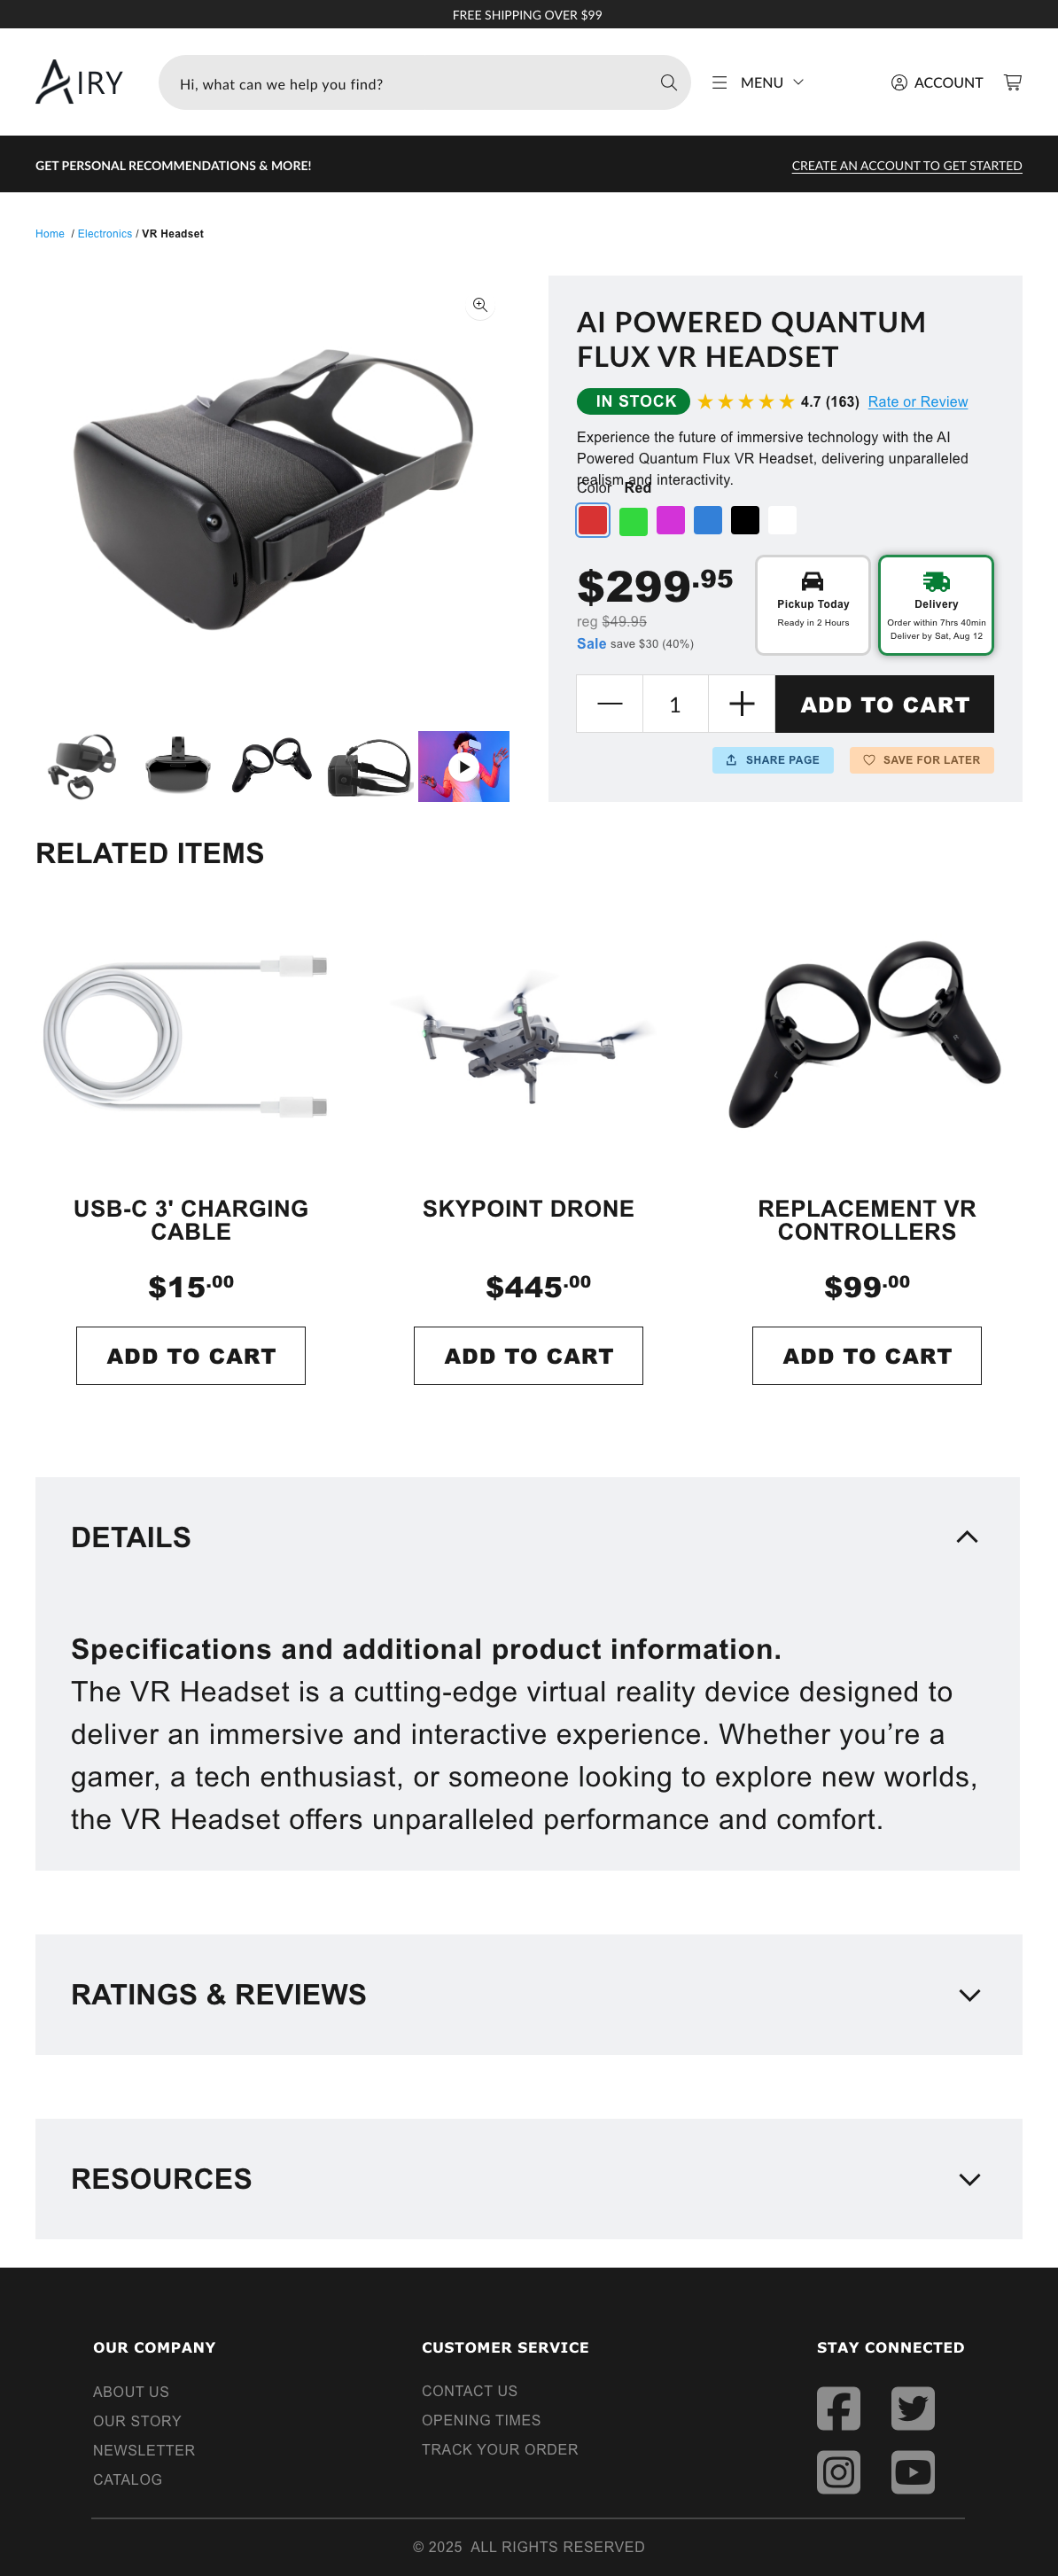 FREE SHIPPING OVER $99
AIRY
Hi, what can we help you find?
MENU
ACCOUNT
GET PERSONAL RECOMMENDATIONS & MORE!
CREATE AN ACCOUNT TO GET STARTED
Home / Electronics / VR Headset
AI POWERED QUANTUM
FLUX VR HEADSET
IN STOCK
4.7 (163) Rate or Review
Experience the future of immersive technology with the AI
Powered Quantum Flux VR Headset, delivering unparalleled
realism and interactivity.
Color Red
$299.95
reg $49.95
Sale save $30 (40%)
Pickup Today
Ready in 2 Hours
Delivery
Order within 7hrs 40min
Deliver by Sat, Aug 12
1
ADD TO CART
SHARE PAGE
SAVE FOR LATER
RELATED ITEMS
USB-C 3' CHARGING
CABLE
$15.00
ADD TO CART
SKYPOINT DRONE
$445.00
ADD TO CART
REPLACEMENT VR
CONTROLLERS
$99.00
ADD TO CART
DETAILS
Specifications and additional product information.
The VR Headset is a cutting-edge virtual reality device designed to
deliver an immersive and interactive experience. Whether you’re a
gamer, a tech enthusiast, or someone looking to explore new worlds,
the VR Headset offers unparalleled performance and comfort.
RATINGS & REVIEWS
RESOURCES
OUR COMPANY
ABOUT US
OUR STORY
NEWSLETTER
CATALOG
CUSTOMER SERVICE
CONTACT US
OPENING TIMES
TRACK YOUR ORDER
STAY CONNECTED
© 2025 ALL RIGHTS RESERVED